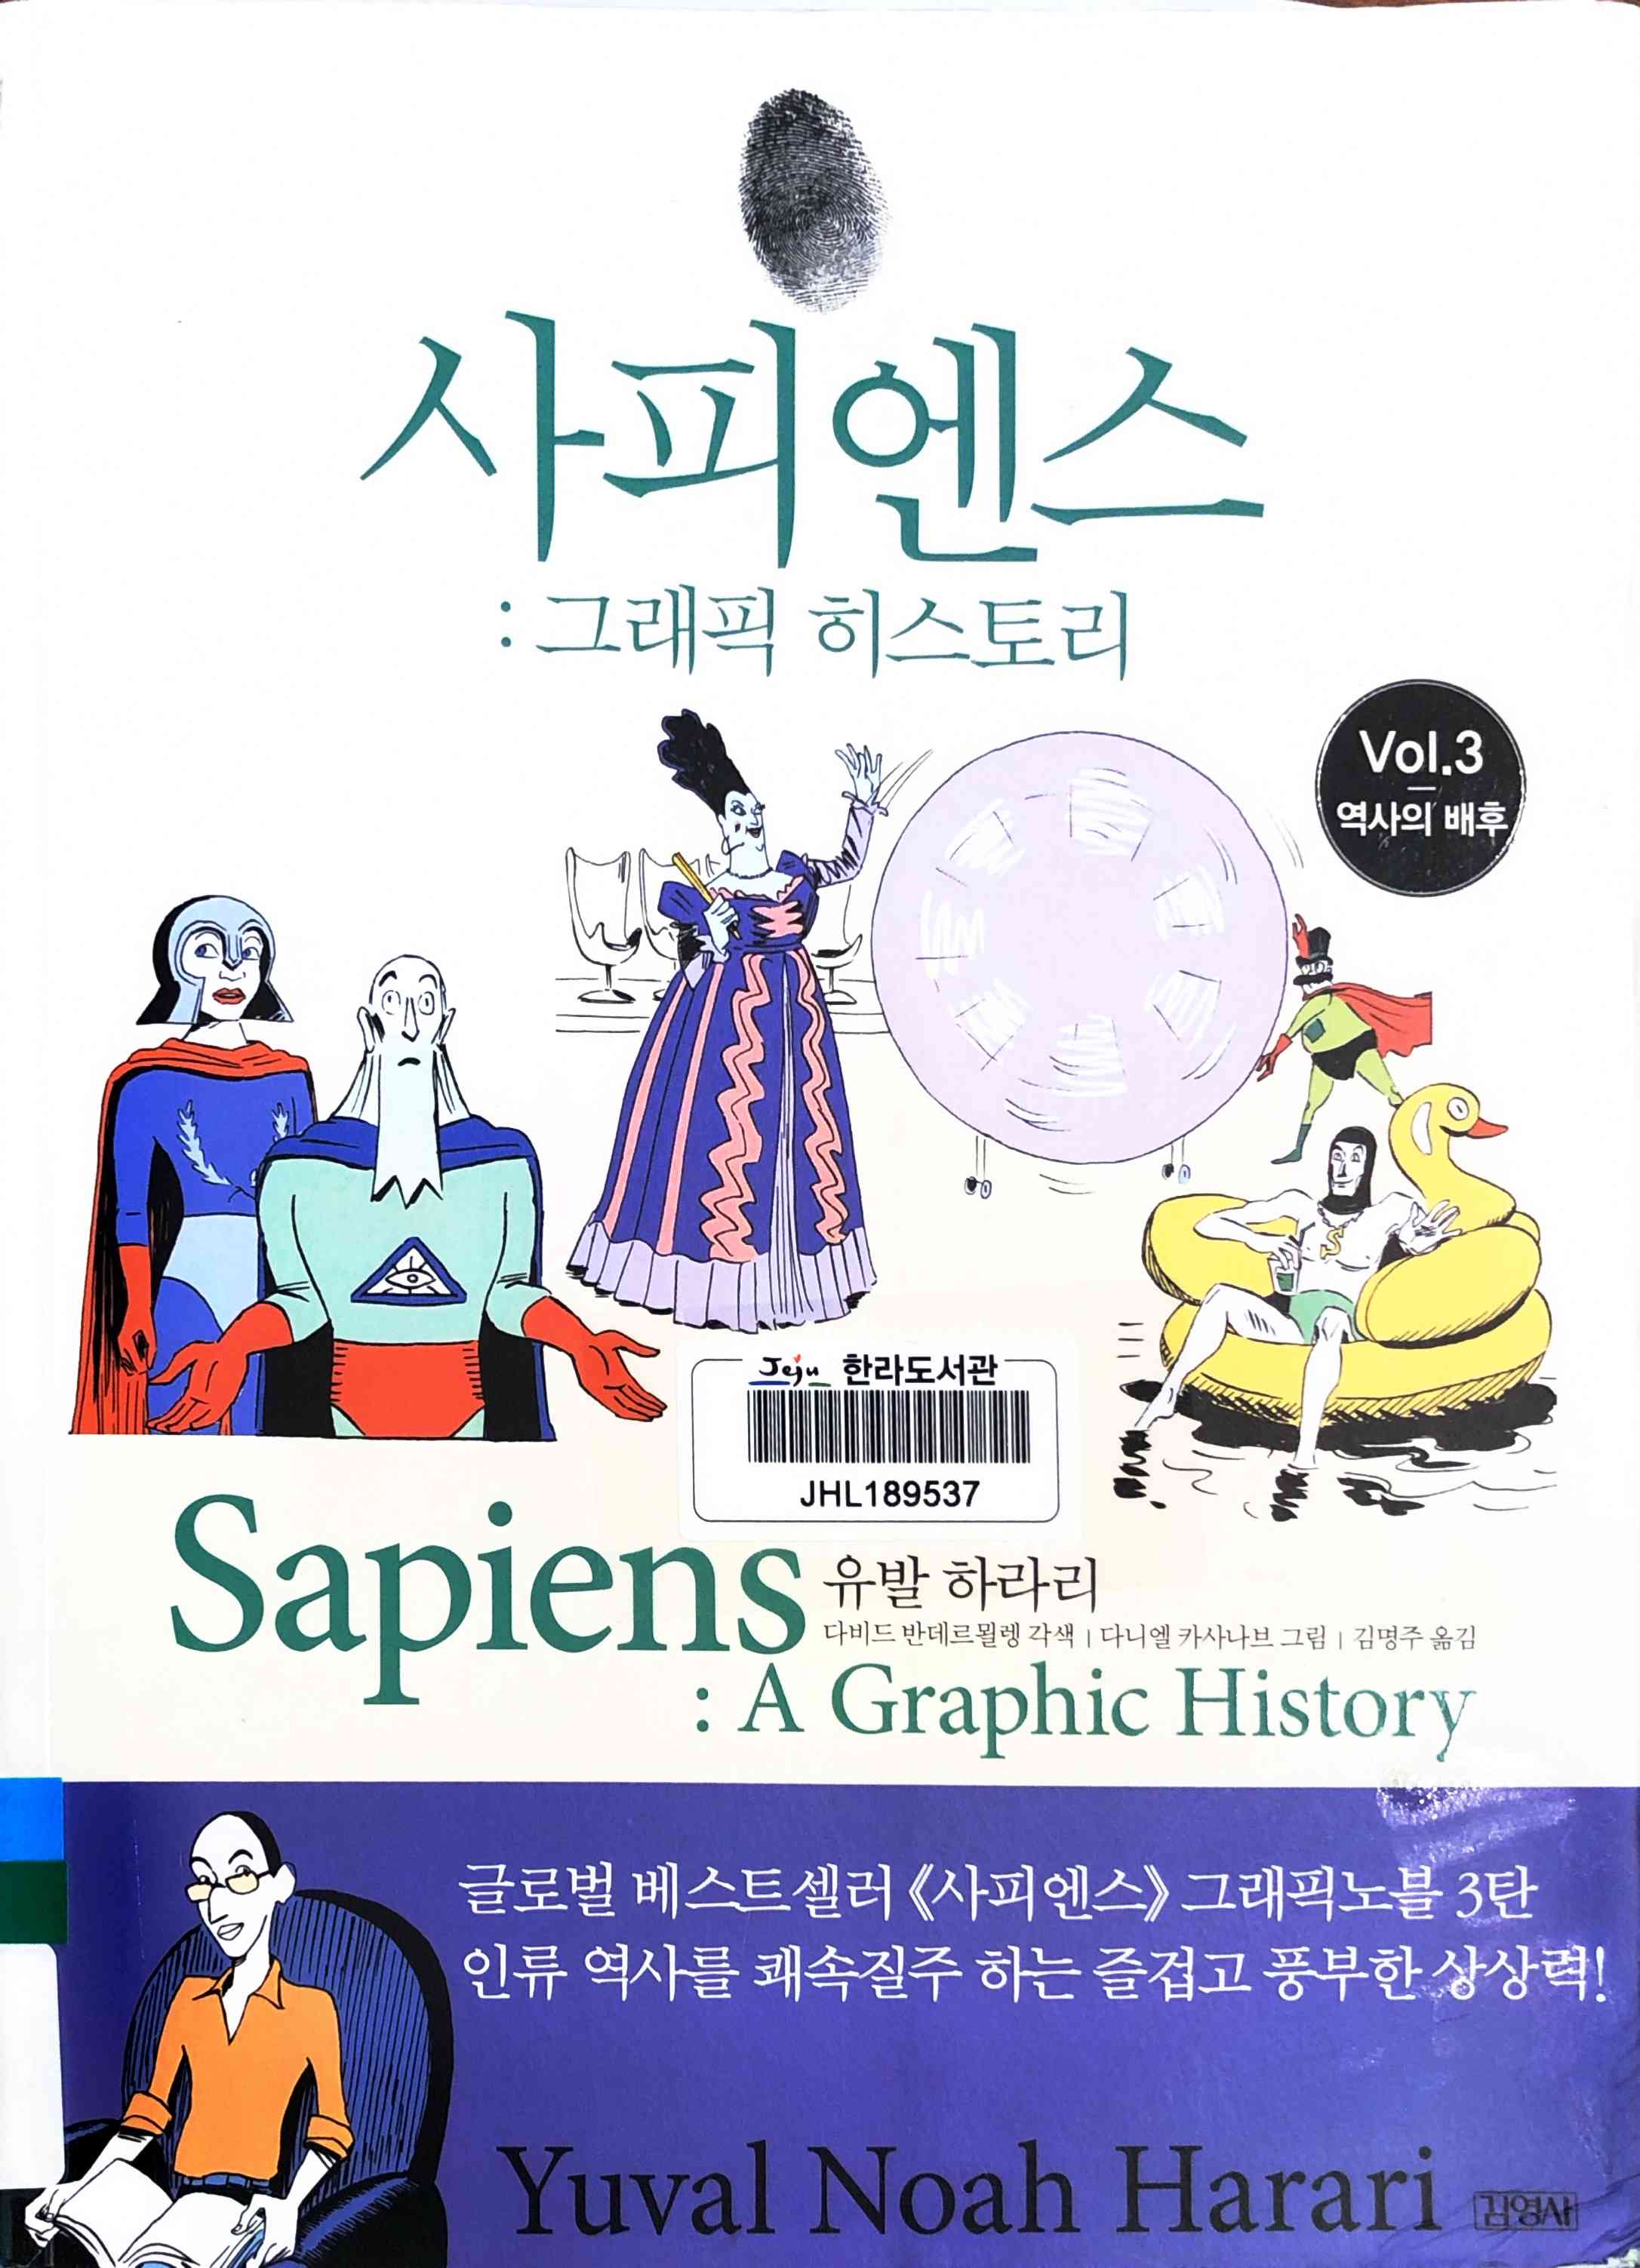 사피엔스
: 그래픽 히스토리
Vol.3
역사의 배후
Jeju 한라도서관
JHL189537
Sapiens
유발 하라리
다비드 반데르묄렝 각색 | 다니엘 카사나브 그림 | 김명주 옮김
: A Graphic History
글로벌 베스트셀러 《사피엔스》 그래픽노블 3탄
인류 역사를 쾌속질주 하는 즐겁고 풍부한 상상력!
Yuval Noah Harari
김영사